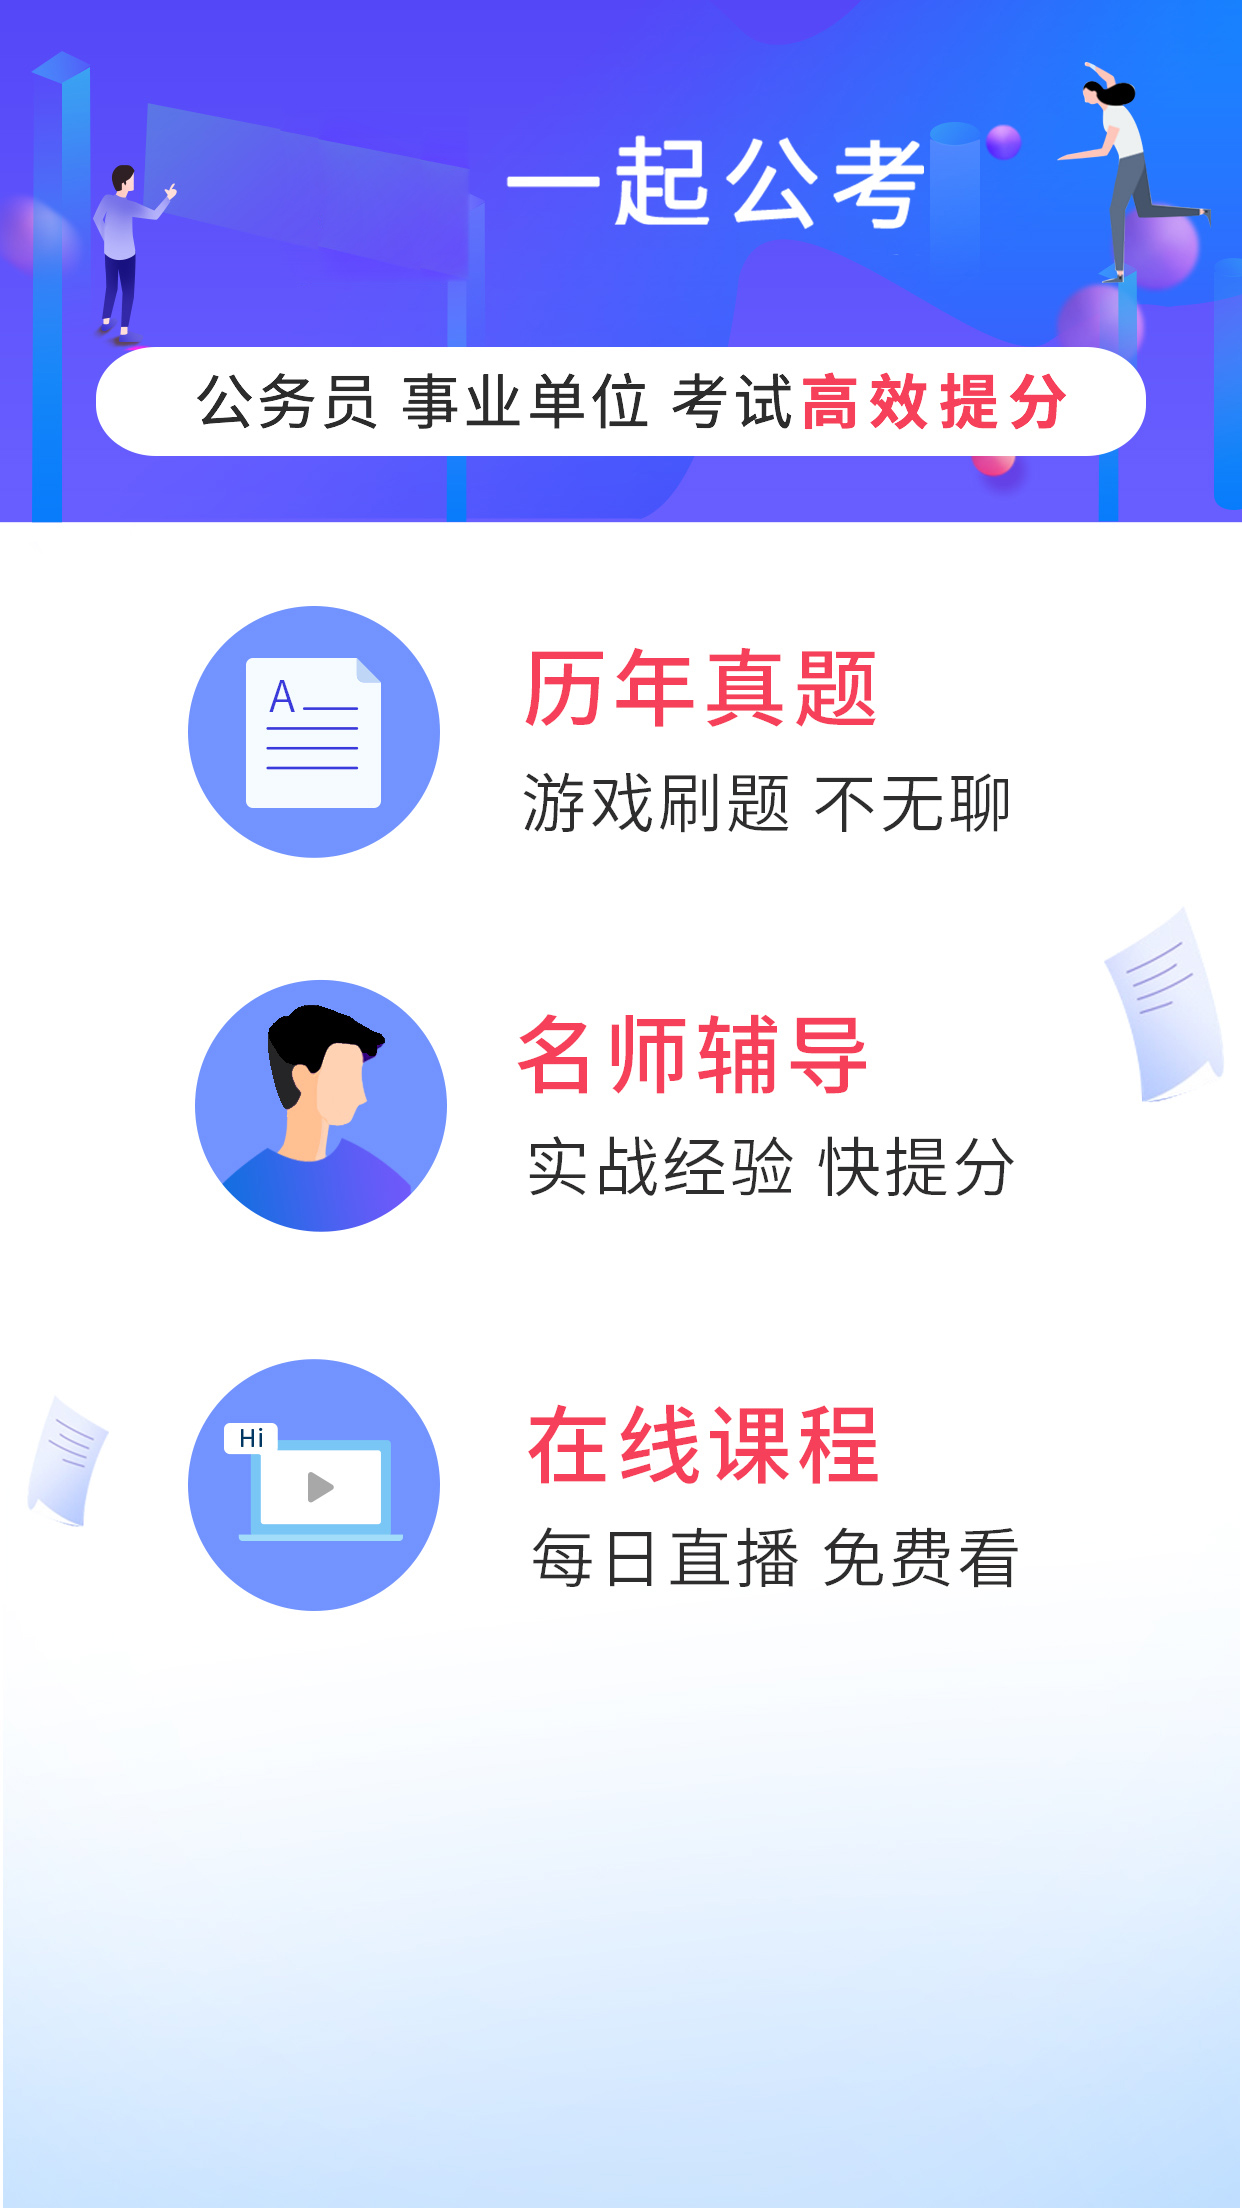 一起公考
公务员 事业单位 考试高效提分
A
历年真题
游戏刷题 不无聊
名师辅导
实战经验 快提分
Hi
在线课程
每日直播 免费看